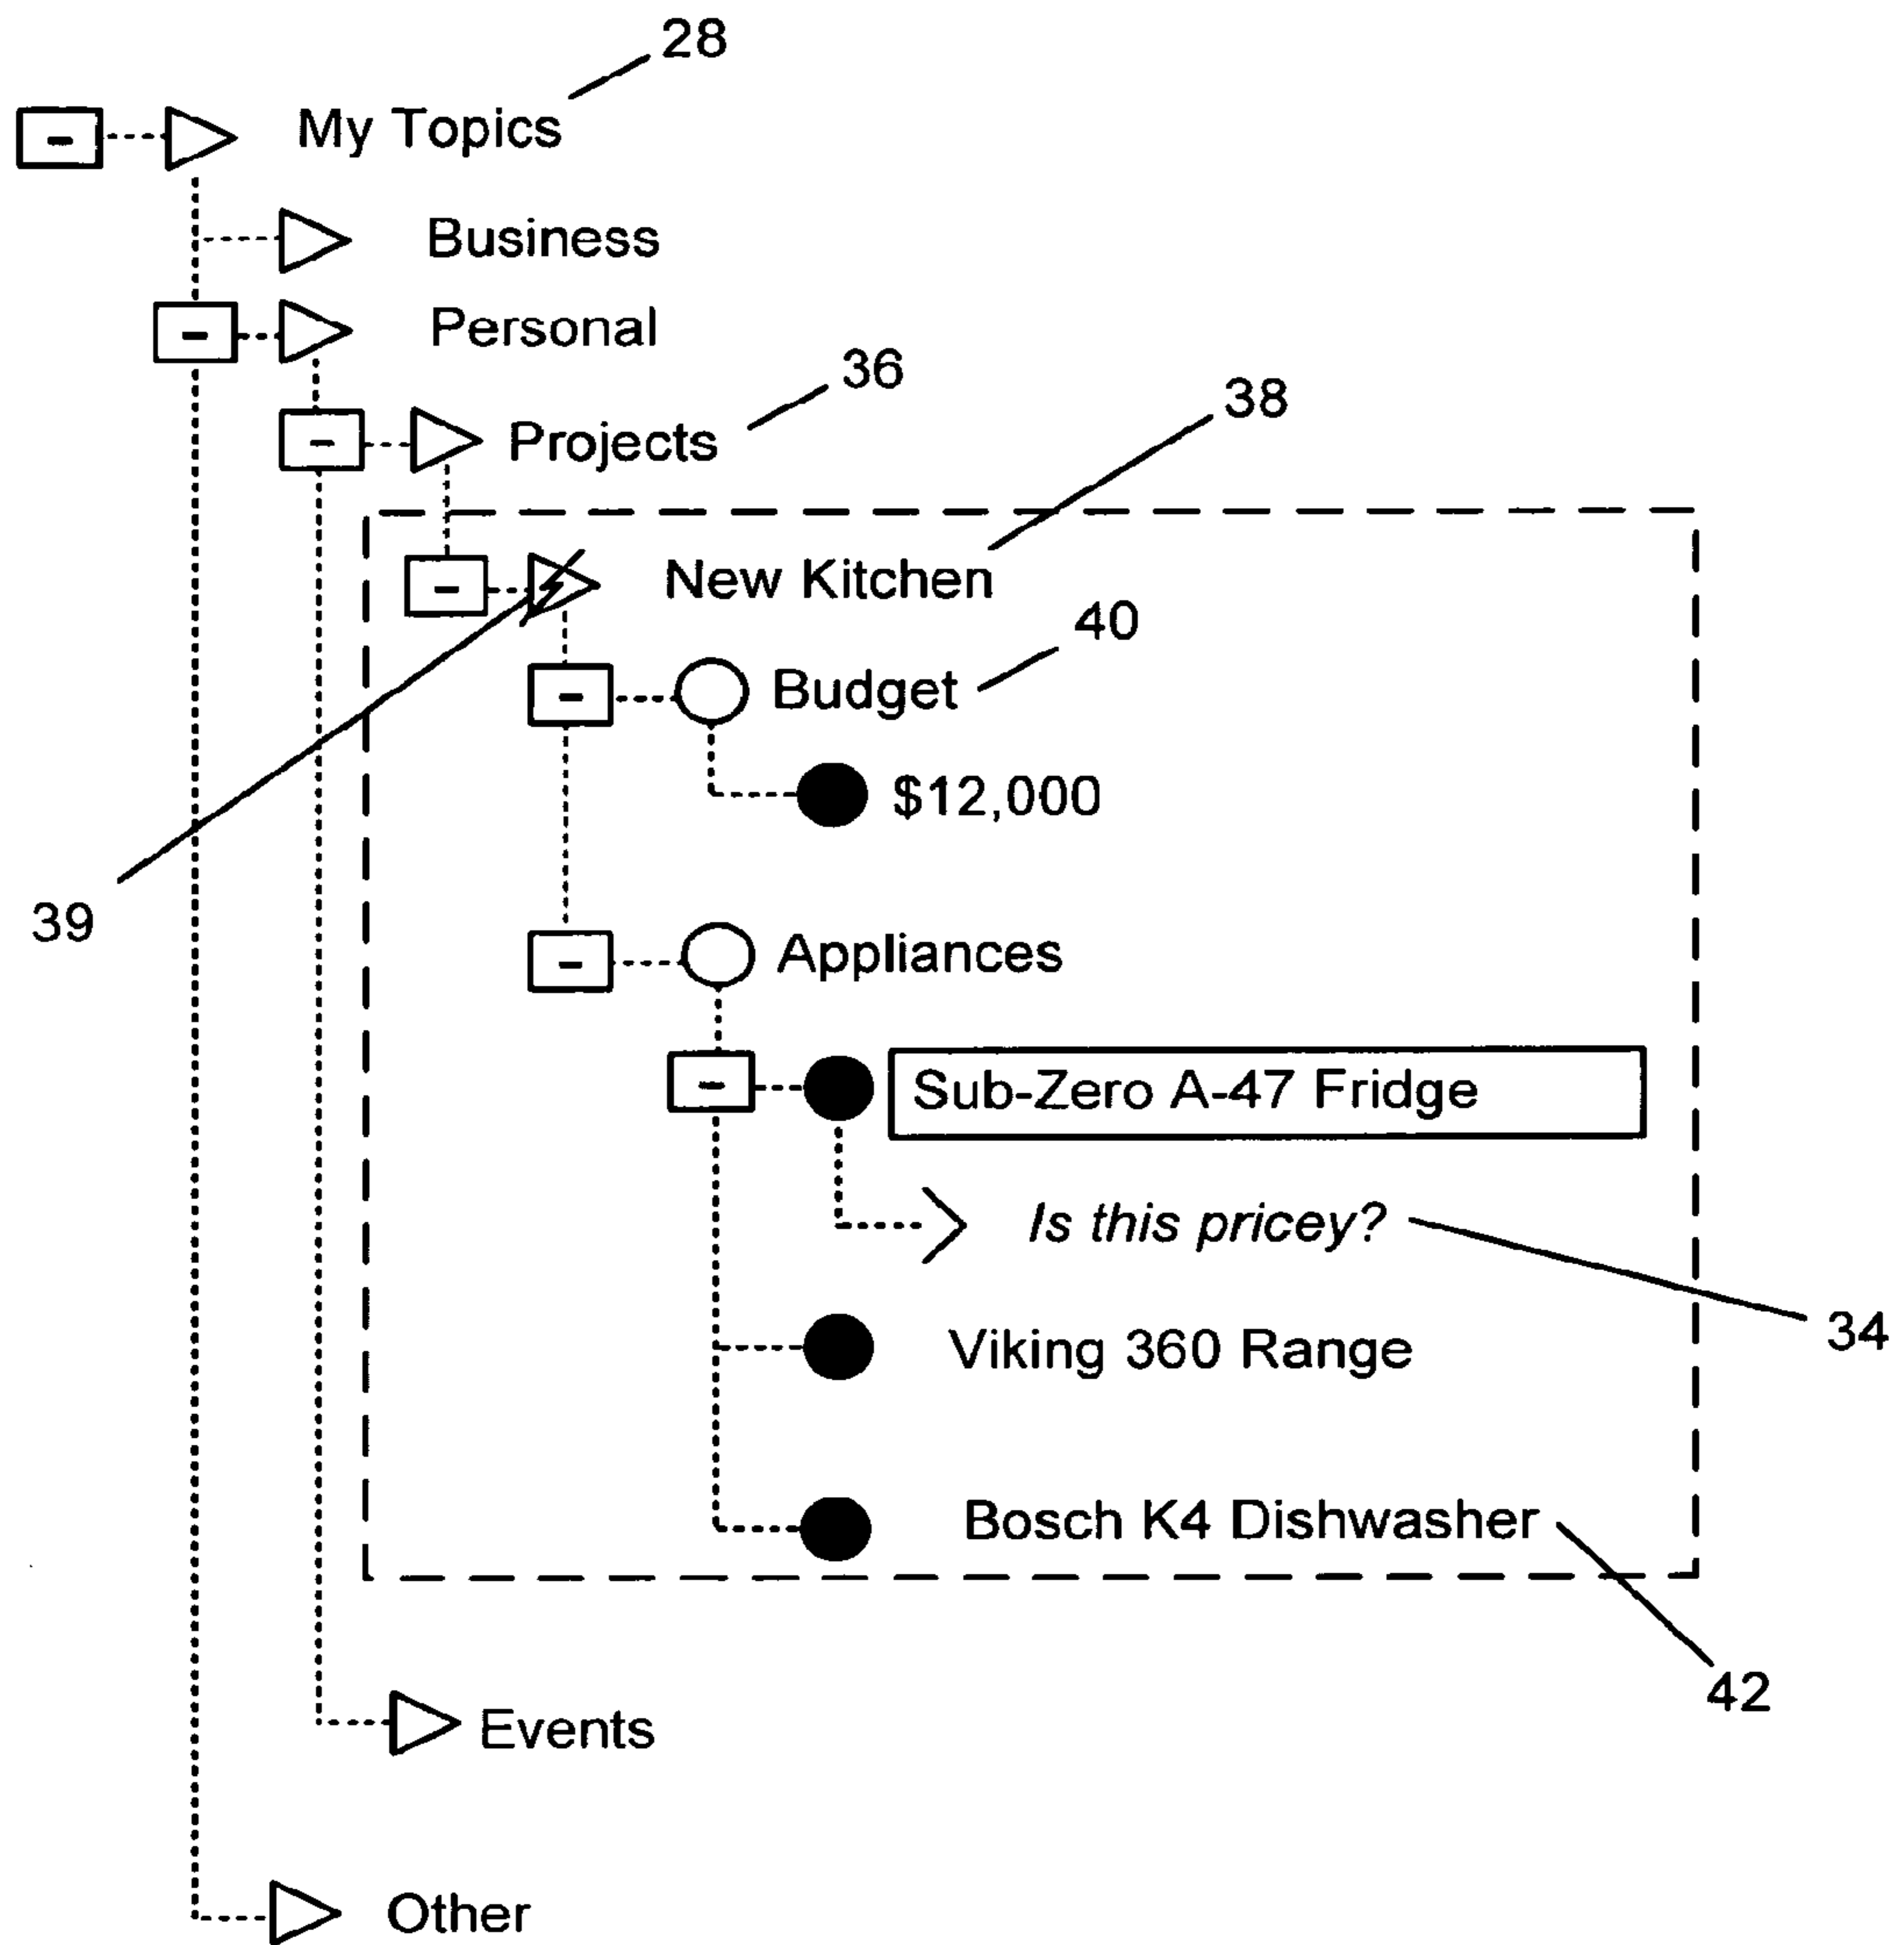 28
My Topics
Business
Personal
36
38
Projects
New Kitchen
40
Budget
$12,000
39
Appliances
Sub-Zero A-47 Fridge
Is this pricey?
34
Viking 360 Range
Bosch K4 Dishwasher
42
Events
Other